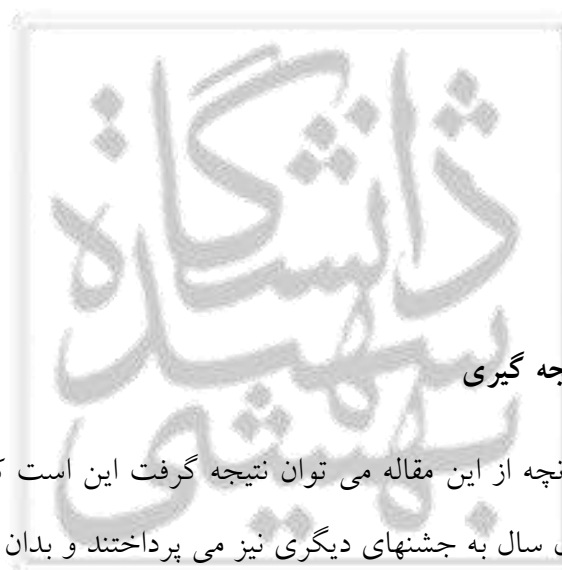 دانشگاه
شهید
بهشتی
جه گیری
نچه از این مقاله می توان نتیجه گرفت این است ک
سال به جشنهای دیگری نیز می پرداختند و بدان